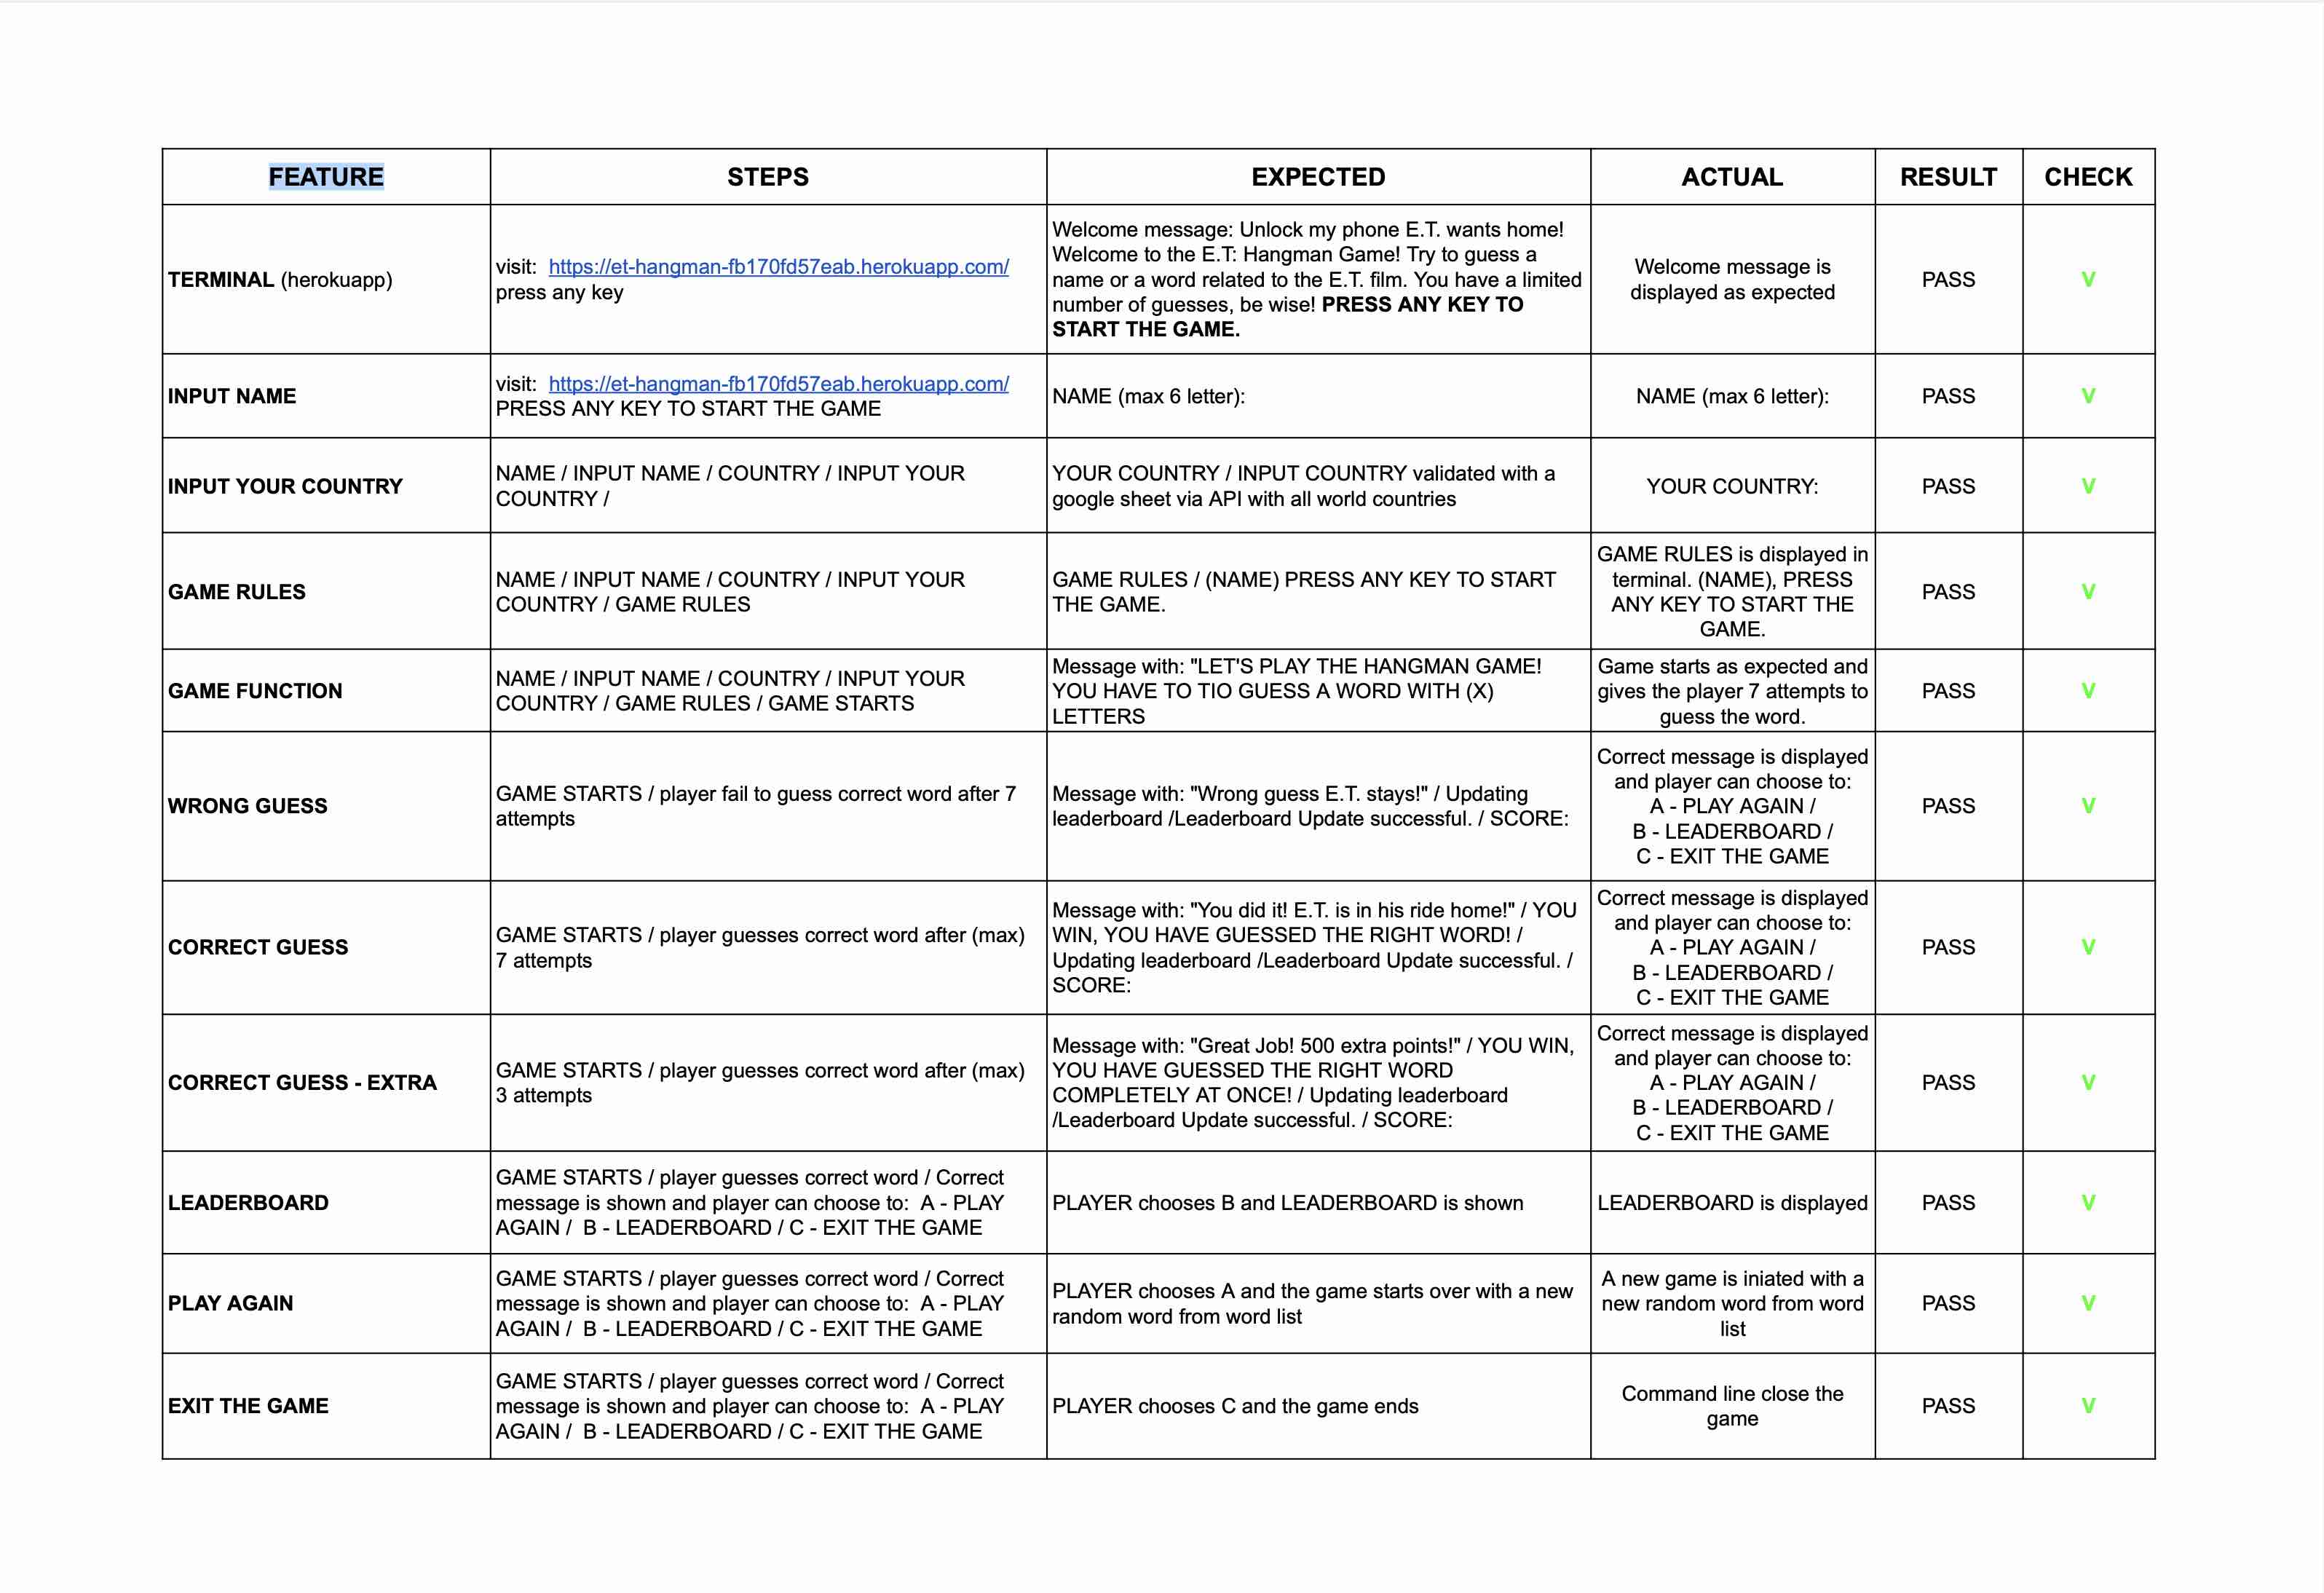 FEATURE STEPS EXPECTED ACTUAL RESULT CHECK
TERMINAL (herokuapp)
visit:  https://et-hangman-fb170fd57eab.herokuapp.com/
press any key
Welcome message: Unlock my phone E.T. wants home!
Welcome to the E.T: Hangman Game! Try to guess a
name or a word related to the E.T. film. You have a limited
number of guesses, be wise! PRESS ANY KEY TO
START THE GAME.
Welcome message is
displayed as expected
PASS
V
INPUT NAME
visit:  https://et-hangman-fb170fd57eab.herokuapp.com/
PRESS ANY KEY TO START THE GAME
NAME (max 6 letter):
NAME (max 6 letter):
PASS
V
INPUT YOUR COUNTRY
NAME / INPUT NAME / COUNTRY / INPUT YOUR
COUNTRY /
YOUR COUNTRY / INPUT COUNTRY validated with a
google sheet via API with all world countries
YOUR COUNTRY:
PASS
V
GAME RULES
NAME / INPUT NAME / COUNTRY / INPUT YOUR
COUNTRY / GAME RULES
GAME RULES / (NAME) PRESS ANY KEY TO START
THE GAME.
GAME RULES is displayed in
terminal. (NAME), PRESS
ANY KEY TO START THE
GAME.
PASS
V
GAME FUNCTION
NAME / INPUT NAME / COUNTRY / INPUT YOUR
COUNTRY / GAME RULES / GAME STARTS
Message with: "LET'S PLAY THE HANGMAN GAME!
YOU HAVE TO TIO GUESS A WORD WITH (X)
LETTERS
Game starts as expected and
gives the player 7 attempts to
guess the word.
PASS
V
WRONG GUESS
GAME STARTS / player fail to guess correct word after 7
attempts
Message with: "Wrong guess E.T. stays!" / Updating
leaderboard /Leaderboard Update successful. / SCORE:
Correct message is displayed
and player can choose to:
A - PLAY AGAIN /
B - LEADERBOARD /
C - EXIT THE GAME
PASS
V
CORRECT GUESS
GAME STARTS / player guesses correct word after (max)
7 attempts
Message with: "You did it! E.T. is in his ride home!" / YOU
WIN, YOU HAVE GUESSED THE RIGHT WORD! /
Updating leaderboard /Leaderboard Update successful. /
SCORE:
Correct message is displayed
and player can choose to:
A - PLAY AGAIN /
B - LEADERBOARD /
C - EXIT THE GAME
PASS
V
CORRECT GUESS - EXTRA
GAME STARTS / player guesses correct word after (max)
3 attempts
Message with: "Great Job! 500 extra points!" / YOU WIN,
YOU HAVE GUESSED THE RIGHT WORD
COMPLETELY AT ONCE! / Updating leaderboard
/Leaderboard Update successful. / SCORE:
Correct message is displayed
and player can choose to:
A - PLAY AGAIN /
B - LEADERBOARD /
C - EXIT THE GAME
PASS
V
LEADERBOARD
GAME STARTS / player guesses correct word / Correct
message is shown and player can choose to:  A - PLAY
AGAIN /  B - LEADERBOARD / C - EXIT THE GAME
PLAYER chooses B and LEADERBOARD is shown
LEADERBOARD is displayed
PASS
V
PLAY AGAIN
GAME STARTS / player guesses correct word / Correct
message is shown and player can choose to:  A - PLAY
AGAIN /  B - LEADERBOARD / C - EXIT THE GAME
PLAYER chooses A and the game starts over with a new
random word from word list
A new game is iniated with a
new random word from word
list
PASS
V
EXIT THE GAME
GAME STARTS / player guesses correct word / Correct
message is shown and player can choose to:  A - PLAY
AGAIN /  B - LEADERBOARD / C - EXIT THE GAME
PLAYER chooses C and the game ends
Command line close the
game
PASS
V